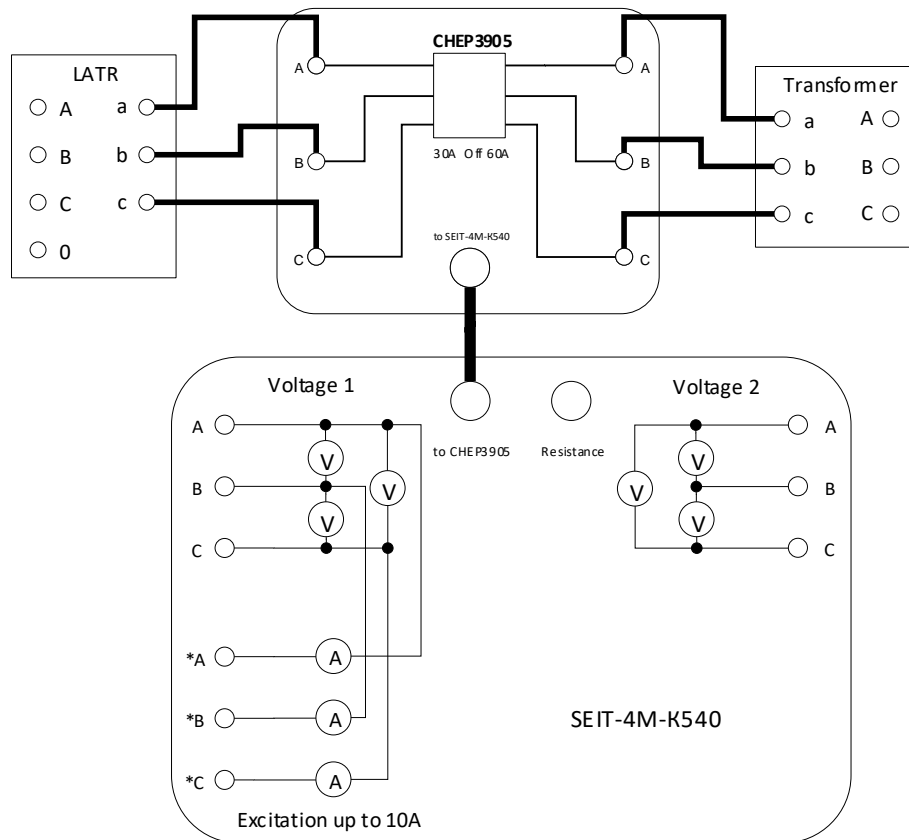 CHEP3905
LATR
A a
B b
C c
0
A
B
C
30A Off 60A
A
B
C
to SEIT-4M-K540
Transformer
a A
b B
c C
Voltage 1
Voltage 2
A
B
C
V
V
V
to CHEP3905
Resistance
V
V
V
A
B
C
*A A
*B A
*C A
SEIT-4M-K540
Excitation up to 10A